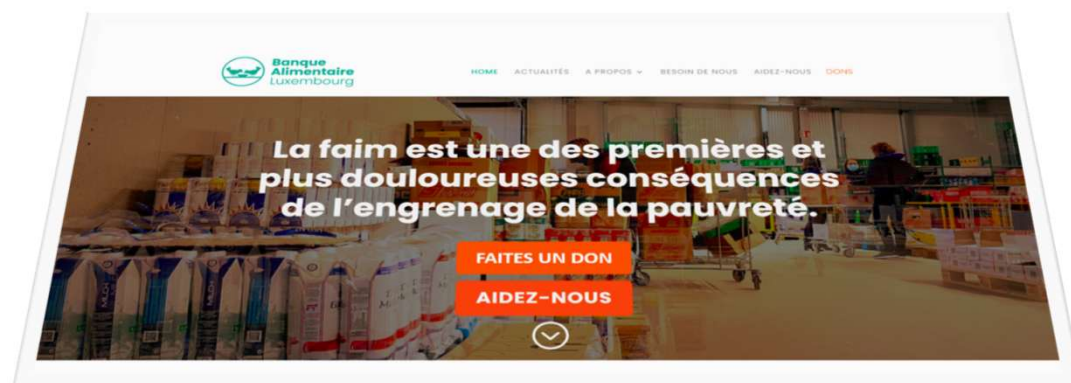 Banque
Alimentaire
Luxembourg
HOME ACTUALITÉS A PROPOS BESOIN DE NOUS AIDEZ-NOUS DONS
La faim est une des premières et
plus douloureuses conséquences
de l'engrenage de la pauvreté.
FAITES UN DON
AIDEZ-NOUS